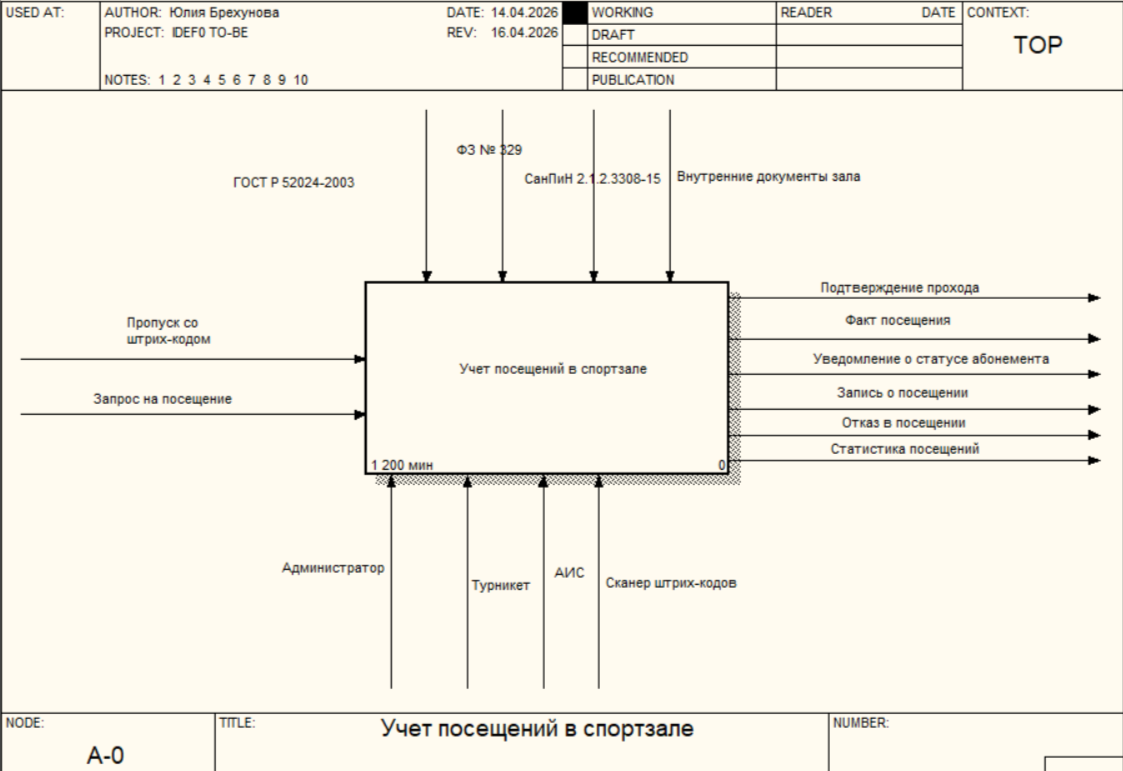 USED AT:
AUTHOR: Юлия Брехунова
DATE: 14.04.2026
WORKING
READER
DATE
CONTEXT:
PROJECT: IDEF0 TO-BE
REV: 16.04.2026
DRAFT
TOP
RECOMMENDED
NOTES: 1 2 3 4 5 6 7 8 9 10
PUBLICATION
ФЗ № 329
ГОСТ Р 52024-2003
СанПиН 2.1.2.3308-15
Внутренние документы зала
Подтверждение прохода
Пропуск со
штрих-кодом
Факт посещения
Учет посещений в спортзале
Уведомление о статусе абонемента
Запрос на посещение
Запись о посещении
Отказ в посещении
Статистика посещений
1 200 мин
0
Администратор
Турникет
АИС
Сканер штрих-кодов
NODE:
TITLE:
Учет посещений в спортзале
NUMBER:
A-0